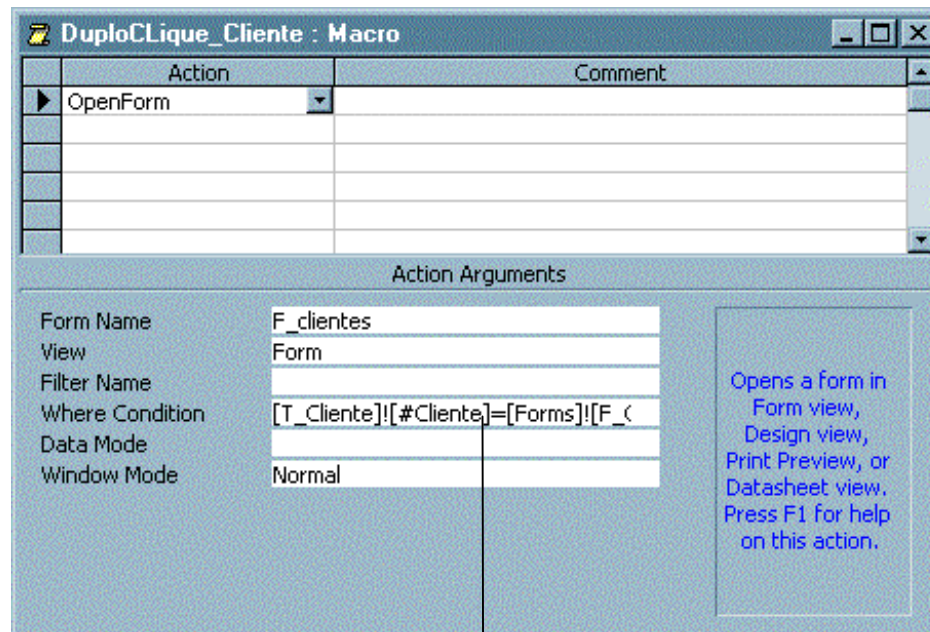 DuploCLique_Cliente : Macro
Action Comment
OpenForm
Action Arguments
Form Name F_clientes
View Form
Filter Name
Where Condition [T_Cliente]![#Cliente]=[Forms]![F_
Data Mode
Window Mode Normal
Opens a form in
Form view,
Design view,
Print Preview, or
Datasheet view.
Press F1 for help
on this action.